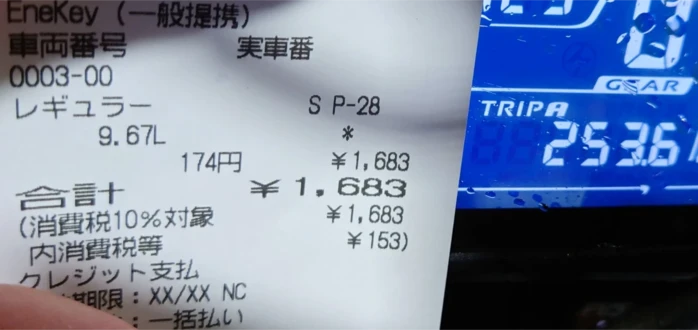 EneKey (一般提携)
車両番号 実車番
0003-00
レギュラー S P-28
9.67L *
174円 ¥1,683
合計 ¥1,683
(消費税10%対象 ¥1,683
内消費税等 ¥153)
クレジット支払
期限：XX/XX NC
：一括払い
GEAR
TRIP A
253.6